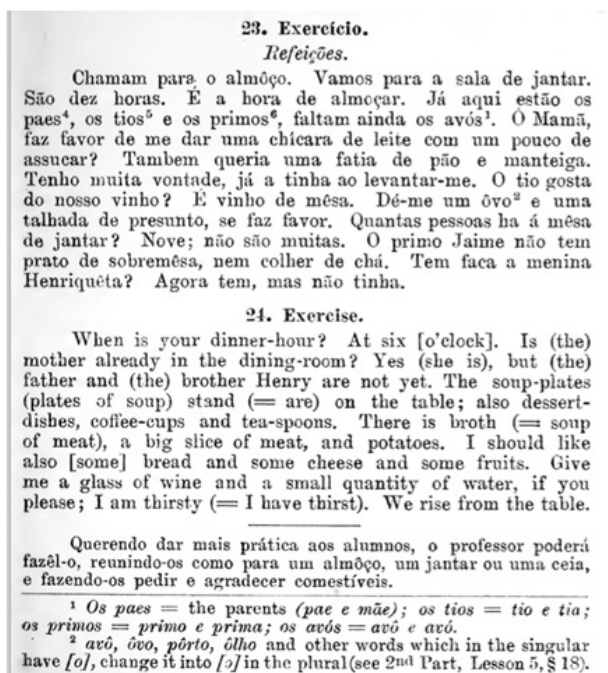 23. Exercício.
Refeições.
Chamam para o almôço. Vamos para a sala de jantar.
São dez horas. É a hora de almoçar. Já aqui estão os
paes⁴, os tios⁵ e os primos⁶, faltam ainda os avós¹. Ó Mamã,
faz favor de me dar uma chícara de leite com um pouco de
assucar? Tambem queria uma fatia de pão e manteiga.
Tenho muita vontade, já a tinha ao levantar-me. O tio gosta
do nosso vinho? É vinho de mêsa. Dé-me um ôvo² e uma
talhada de presunto, se faz favor. Quantas pessoas ha á mêsa
de jantar? Nove; não são muitas. O primo Jaime não tem
prato de sobremêsa, nem colher de chá. Tem faca a menina
Henriquêta? Agora tem, mas não tinha.
24. Exercise.
When is your dinner-hour? At six [o'clock]. Is (the)
mother already in the dining-room? Yes (she is), but (the)
father and (the) brother Henry are not yet. The soup-plates
(plates of soup) stand (= are) on the table; also dessert-
dishes, coffee-cups and tea-spoons. There is broth (= soup
of meat), a big slice of meat, and potatoes. I should like
also [some] bread and some cheese and some fruits. Give
me a glass of wine and a small quantity of water, if you
please; I am thirsty (= I have thirst). We rise from the table.
Querendo dar mais prática aos alumnos, o professor poderá
fazêl-o, reunindo-os como para um almôço, um jantar ou uma ceia,
e fazendo-os pedir e agradecer comestíveis.
¹ Os paes = the parents (pae e mãe); os tios = tio e tia;
os primos = primo e prima; os avós = avô e avó.
² avô, ôvo, pôrto, ôlho and other words which in the singular
have [o], change it into [ɔ] in the plural (see 2nd Part, Lesson 5, § 18).